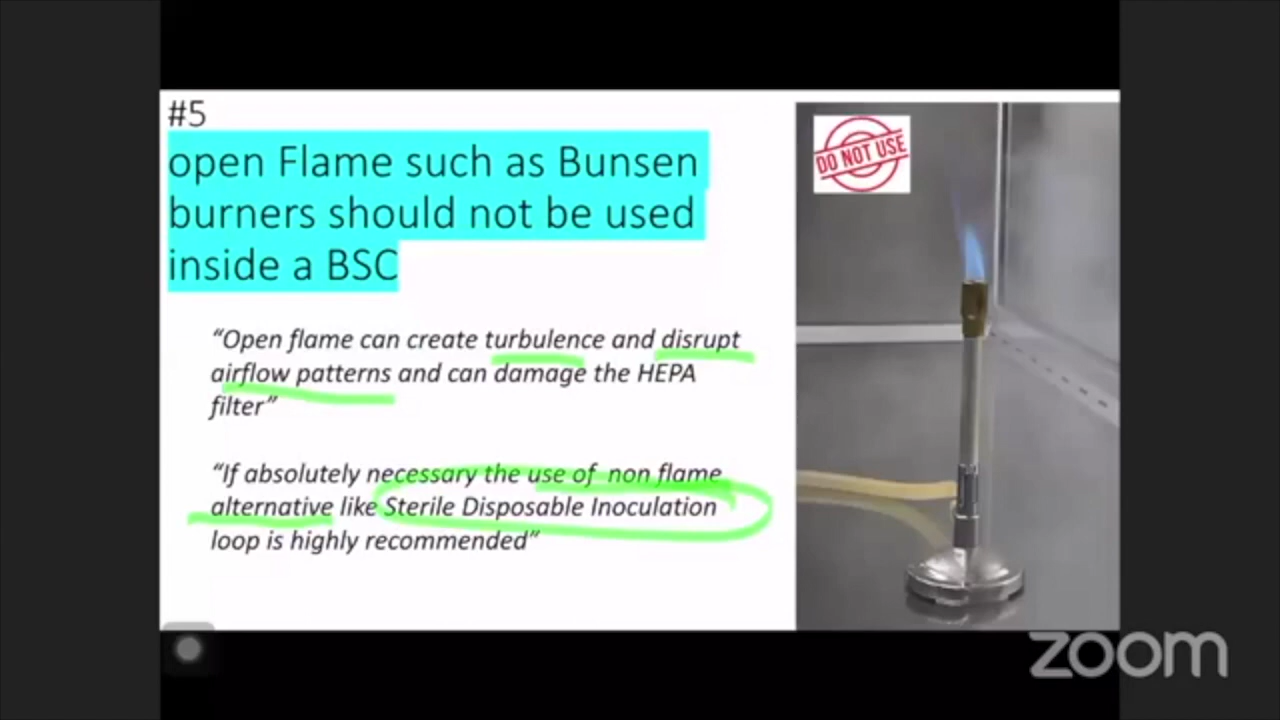 #5
open Flame such as Bunsen
burners should not be used
inside a BSC
DO NOT USE
“Open flame can create turbulence and disrupt
airflow patterns and can damage the HEPA
filter”
“If absolutely necessary the use of non flame
alternative like Sterile Disposable Inoculation
loop is highly recommended”
zoom